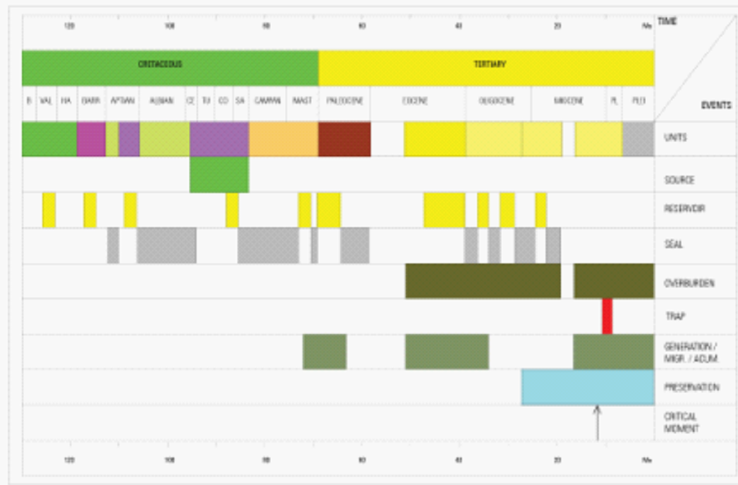 120 100 80 60 40 20 Ma TIME
CRETACEOUS TERTIARY
B VAL HA BARR APTIAN ALBIAN CE TU CO SA CAMPAN MAST PALEOCENE EOCENE OLIGOCENE MIOCENE PL PLEI
EVENTS
UNITS
SOURCE
RESERVOIR
SEAL
OVERBURDEN
TRAP
GENERATION /
MIGR. / ACUM.
PRESERVATION
CRITICAL
MOMENT
120 100 80 60 40 20 Ma